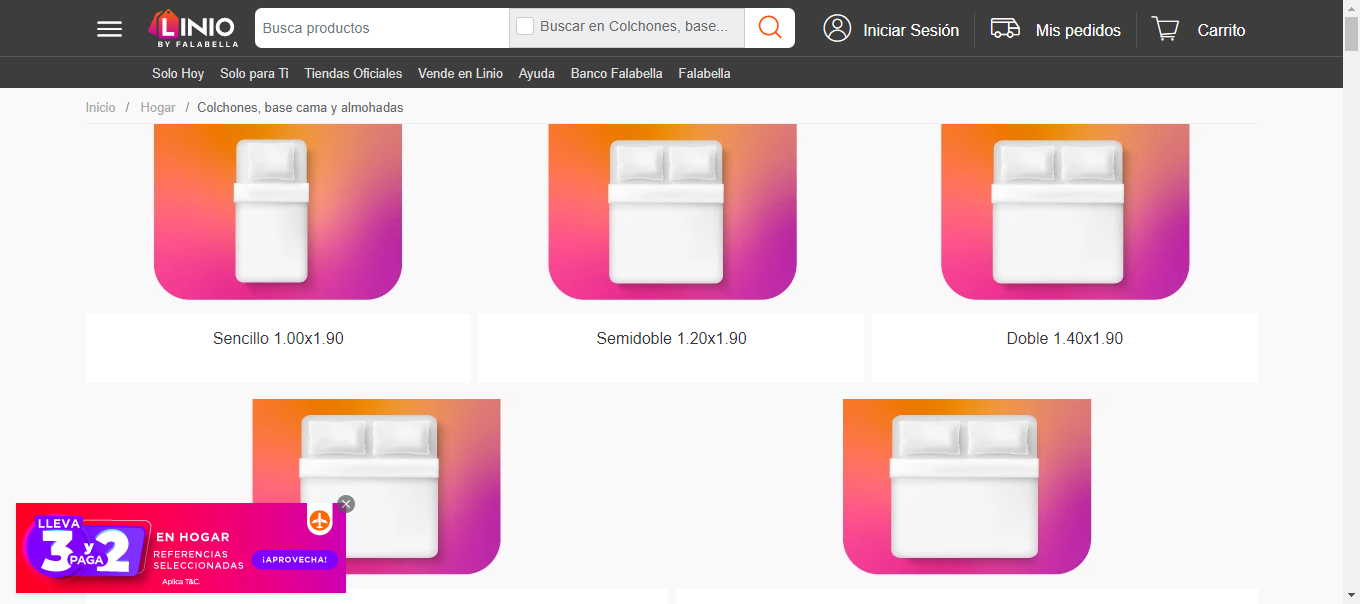 LINIO
BY FALABELLA
Busca productos
Buscar en Colchones, base...
Iniciar Sesión
Mis pedidos
Carrito
Solo Hoy
Solo para Ti
Tiendas Oficiales
Vende en Linio
Ayuda
Banco Falabella
Falabella
Inicio / Hogar / Colchones, base cama y almohadas
Sencillo 1.00x1.90
Semidoble 1.20x1.90
Doble 1.40x1.90
LLEVA
3 y PAGA 2
EN HOGAR
REFERENCIAS
SELECCIONADAS
Aplica T&C.
¡APROVECHA!